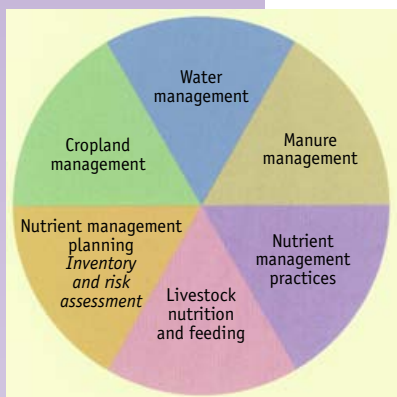 Water
management
Manure
management
Nutrient
management
practices
Livestock
nutrition
and feeding
Nutrient management
planning
Inventory
and risk
assessment
Cropland
management